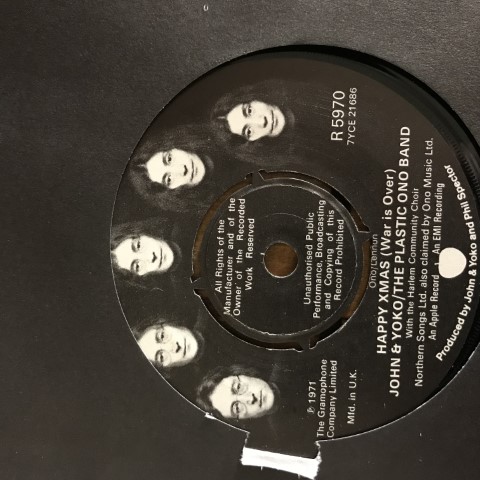 R 5970
7YCE 21686
All Rights of the
Manufacturer and of the
Owner of the Recorded
Work Reserved
Unauthorised Public
Performance, Broadcasting
and Copying of this
Record Prohibited
℗ 1971
The Gramophone
Company Limited
Mfd. in U.K.
Ono/Lennon
HAPPY XMAS (War is Over)
JOHN & YOKO/THE PLASTIC ONO BAND
With the Harlem Community Choir
Northern Songs Ltd. also claimed by Ono Music Ltd.
An Apple Record An EMI Recording
Produced by John & Yoko and Phil Spector